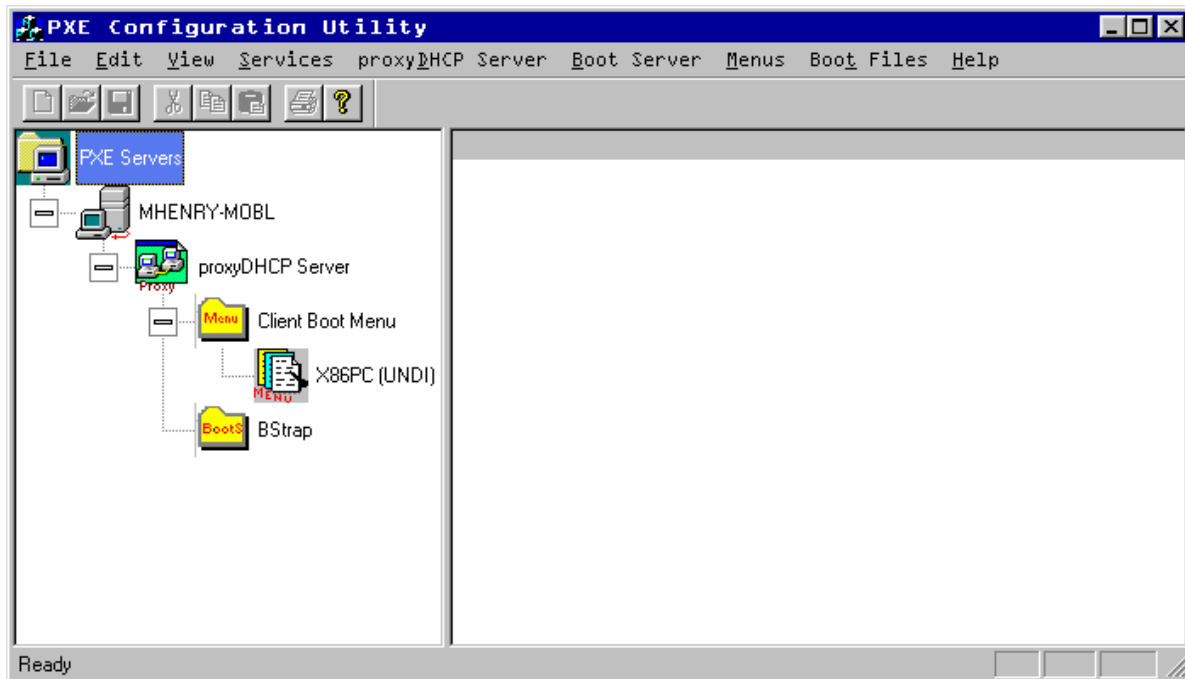 PXE Configuration Utility
File Edit View Services proxyDHCP Server Boot Server Menus Boot Files Help
PXE Servers
MHENRY-MOBL
proxyDHCP Server
Proxy
Menu Client Boot Menu
X86PC (UNDI)
MENU
BootS BStrap
Ready